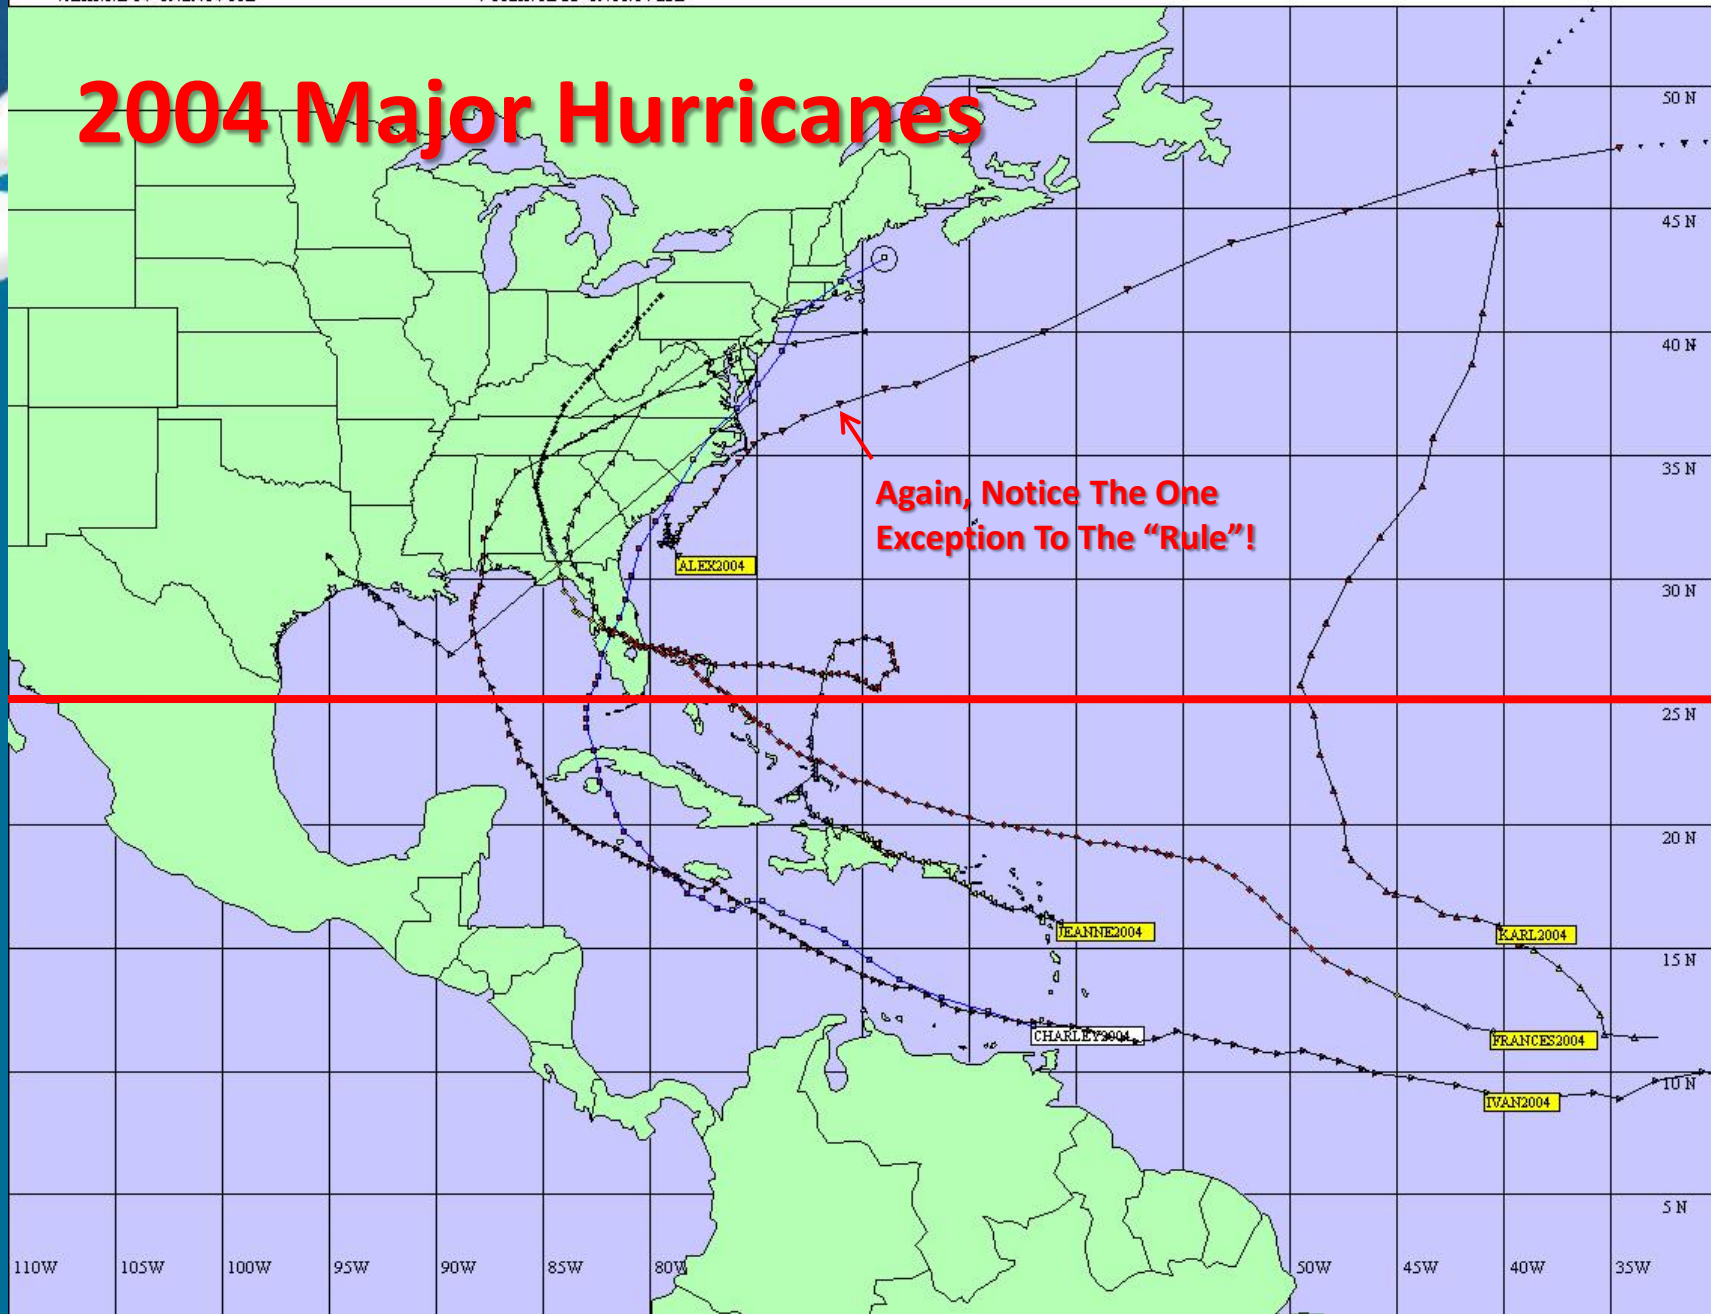 2004 Major Hurricanes
50 N
45 N
40 N
35 N
Again, Notice The One
Exception To The “Rule”!
ALEX2004
30 N
25 N
20 N
JEANNE2004
KARL2004
15 N
CHARLEY2004
FRANCES2004
10 N
IVAN2004
5 N
110W 105W 100W 95W 90W 85W 80W 50W 45W 40W 35W